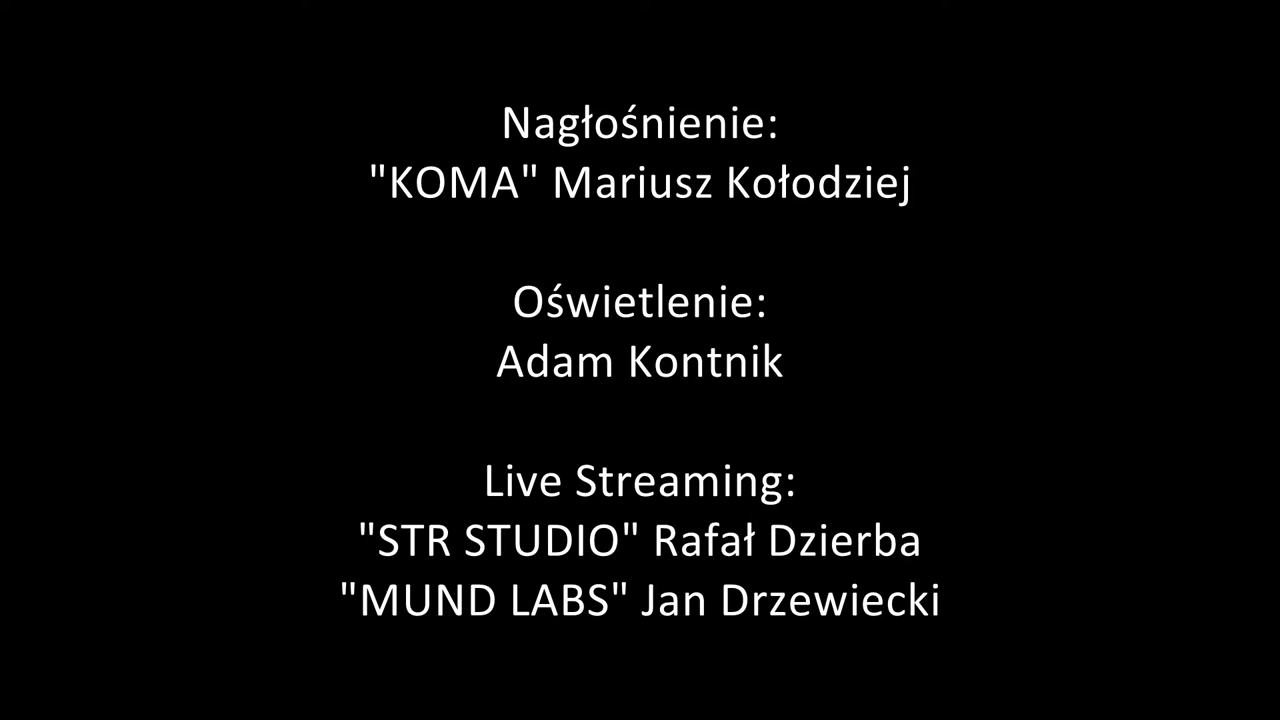 Nagłośnienie:
"KOMA" Mariusz Kołodziej
Oświetlenie:
Adam Kontnik
Live Streaming:
"STR STUDIO" Rafał Dzierba
"MUND LABS" Jan Drzewiecki